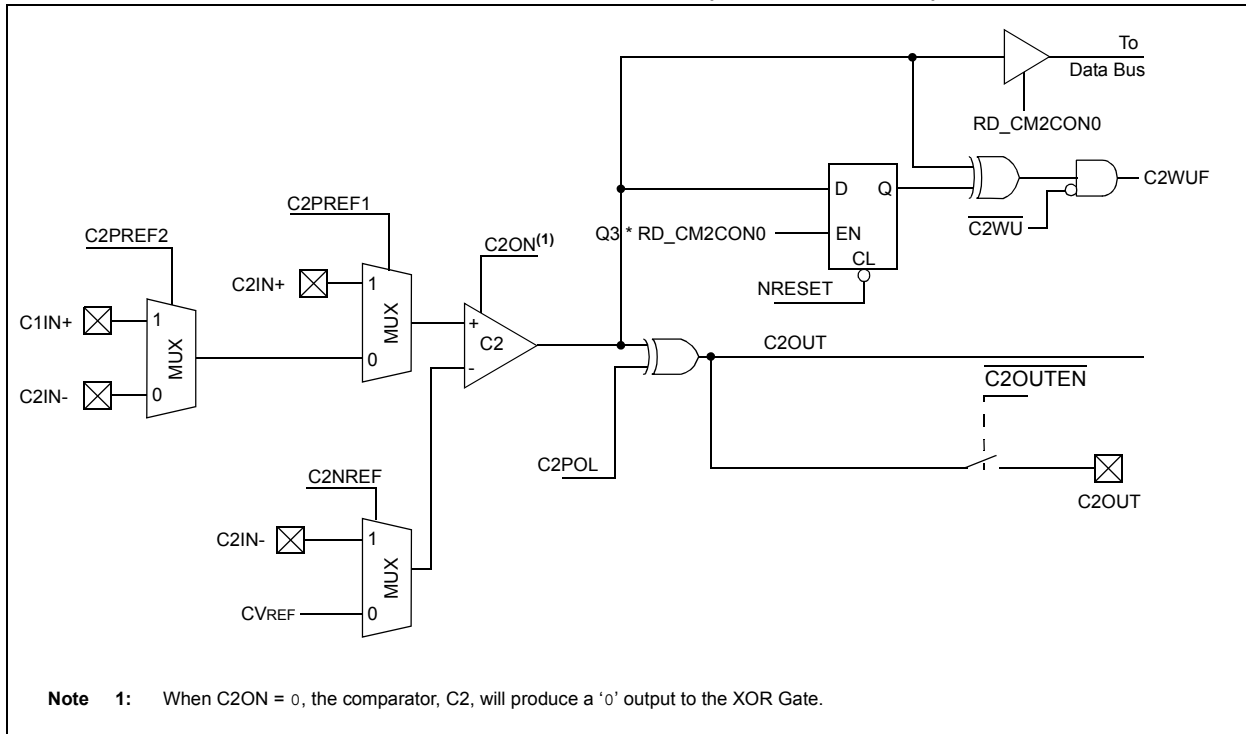 To
Data Bus
RD_CM2CON0
D Q
C2WUF
C2PREF1
C2WU
C2PREF2
C2ON(1)
Q3 * RD_CM2CON0
EN
CL
C2IN+
1
NRESET
C1IN+
1
MUX
+
C2
MUX
0
-
C2OUT
C2IN-
0
C2OUTEN
C2POL
C2NREF
C2OUT
C2IN-
1
MUX
CVREF
0
Note 1: When C2ON = 0, the comparator, C2, will produce a ‘0’ output to the XOR Gate.